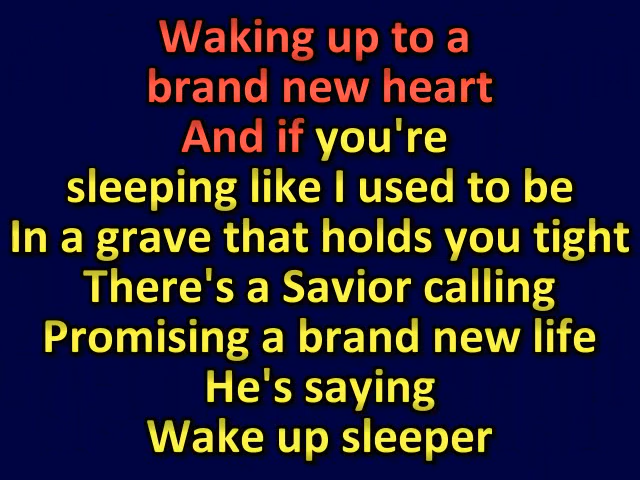 Waking up to a
brand new heart
And if you're
sleeping like I used to be
In a grave that holds you tight
There's a Savior calling
Promising a brand new life
He's saying
Wake up sleeper